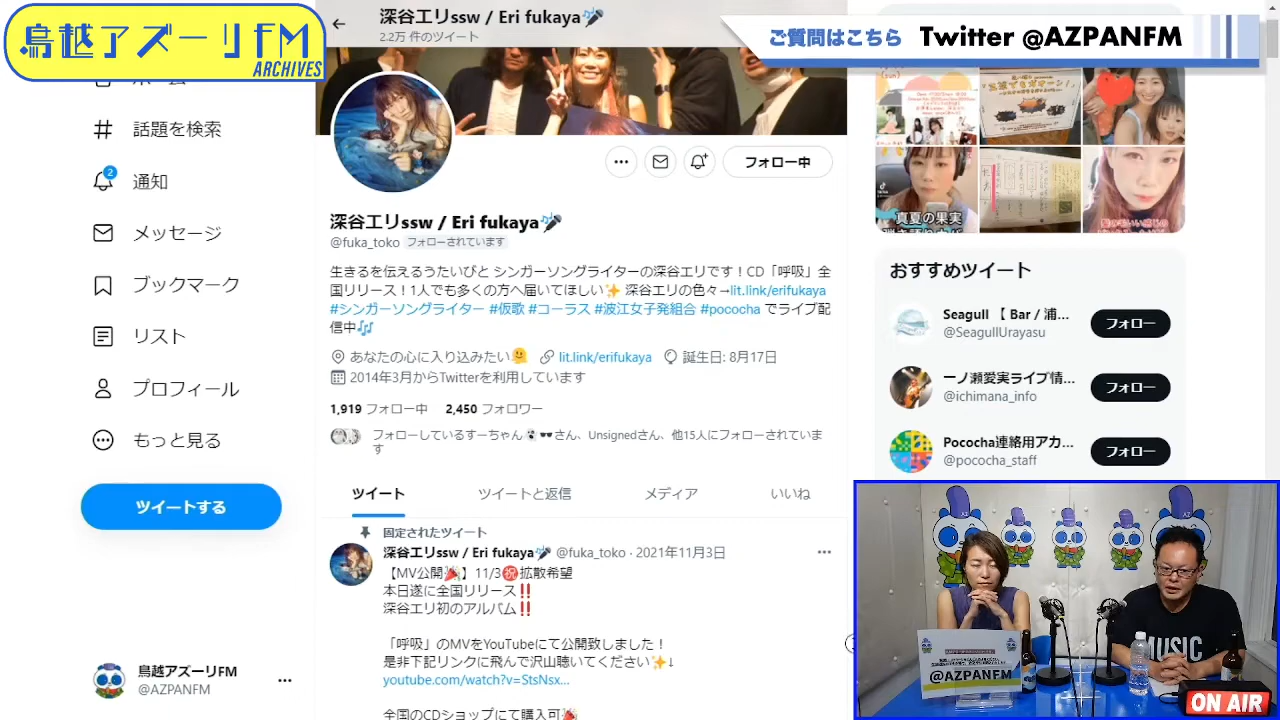 鳥越アズーリFM
ARCHIVES
ご質問はこちら Twitter @AZPANFM
深谷エリssw / Eri fukaya🎤
2.2万 件のツイート
話題を検索
通知
2
メッセージ
ブックマーク
リスト
プロフィール
もっと見る
ツイートする
鳥越アズーリFM
@AZPANFM
フォロー中
深谷エリssw / Eri fukaya🎤
@fuka_toko フォローされています
生きるを伝えるうたいびと シンガーソングライターの深谷エリです！CD「呼吸」全
国リリース！1人でも多くの方へ届いてほしい✨ 深谷エリの色々→lit.link/erifukaya
#シンガーソングライター #仮歌 #コーラス #波江女子発組合 #pococha でライブ配
信中🎶
あなたの心に入り込みたい🤗 lit.link/erifukaya 誕生日: 8月17日
2014年3月からTwitterを利用しています
1,919 フォロー中 2,450 フォロワー
フォローしているすーちゃん🕶さん、Unsignedさん、他15人にフォローされていま
す
ツイート ツイートと返信 メディア いいね
固定されたツイート
深谷エリssw / Eri fukaya🎤 @fuka_toko · 2021年11月3日
【MV公開🎉】11/3㊗拡散希望
本日遂に全国リリース‼
深谷エリ初のアルバム‼
「呼吸」のMVをYouTubeにて公開致しました！
是非下記リンクに飛んで沢山聴いてください✨↓
youtube.com/watch?v=StsNsx...
全国のCDショップにて購入可🎉
真夏の果実
おすすめツイート
Seagull 【 Bar / 浦...
@SeagullUrayasu
フォロー
一ノ瀬愛実ライブ情...
@ichimana_info
フォロー
Pococha連絡用アカ...
@pococha_staff
フォロー
@AZPANFM
MUSIC
ON AIR